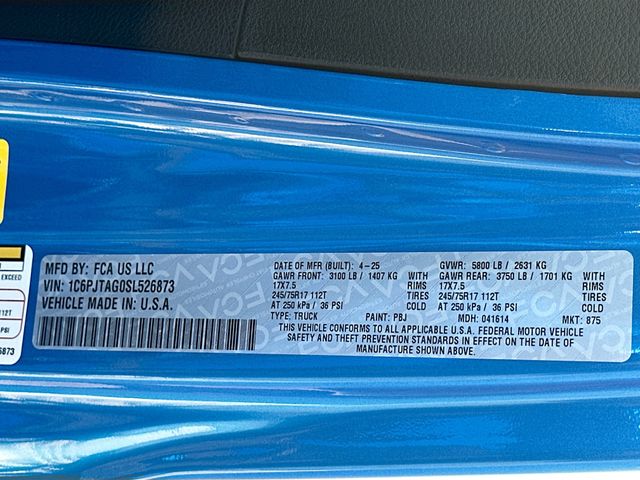 MFD BY: FCA US LLC
VIN: 1C6PJTAG0SL526873
VEHICLE MADE IN U.S.A.
DATE OF MFR (BUILT): 4-25 GVWR: 5800 LB / 2631 KG
GAWR FRONT: 3100 LB / 1407 KG WITH GAWR REAR: 3750 LB / 1701 KG WITH
17X7.5 RIMS 17X7.5 RIMS
245/75R17 112T TIRES 245/75R17 112T TIRES
AT 250 kPa / 36 PSI COLD AT 250 kPa / 36 PSI COLD
TYPE: TRUCK PAINT: PBJ MDH: 041614 MKT: 875
THIS VEHICLE CONFORMS TO ALL APPLICABLE U.S.A. FEDERAL MOTOR VEHICLE
SAFETY AND THEFT PREVENTION STANDARDS IN EFFECT ON THE DATE OF
MANUFACTURE SHOWN ABOVE.
EXCEED
12T
PSI
6873